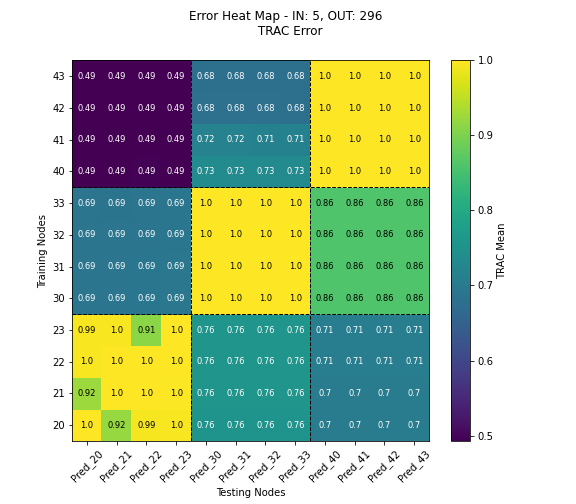 Error Heat Map - IN: 5, OUT: 296
TRAC Error
43 0.49 0.49 0.49 0.49 0.68 0.68 0.68 0.68 1.0 1.0 1.0 1.0
42 0.49 0.49 0.49 0.49 0.68 0.68 0.68 0.68 1.0 1.0 1.0 1.0
41 0.49 0.49 0.49 0.49 0.72 0.72 0.71 0.71 1.0 1.0 1.0 1.0
40 0.49 0.49 0.49 0.49 0.73 0.73 0.73 0.73 1.0 1.0 1.0 1.0
33 0.69 0.69 0.69 0.69 1.0 1.0 1.0 1.0 0.86 0.86 0.86 0.86
32 0.69 0.69 0.69 0.69 1.0 1.0 1.0 1.0 0.86 0.86 0.86 0.86
31 0.69 0.69 0.69 0.69 1.0 1.0 1.0 1.0 0.86 0.86 0.86 0.86
30 0.69 0.69 0.69 0.69 1.0 1.0 1.0 1.0 0.86 0.86 0.86 0.86
23 0.99 1.0 0.91 1.0 0.76 0.76 0.76 0.76 0.71 0.71 0.71 0.71
22 1.0 1.0 1.0 1.0 0.76 0.76 0.76 0.76 0.71 0.71 0.71 0.71
21 0.92 1.0 1.0 1.0 0.76 0.76 0.76 0.76 0.7 0.7 0.7 0.7
20 1.0 0.92 0.99 1.0 0.76 0.76 0.76 0.76 0.7 0.7 0.7 0.7
Training Nodes
Pred_20 Pred_21 Pred_22 Pred_23 Pred_30 Pred_31 Pred_32 Pred_33 Pred_40 Pred_41 Pred_42 Pred_43
Testing Nodes
1.0
0.9
0.8
0.7
0.6
0.5
TRAC Mean